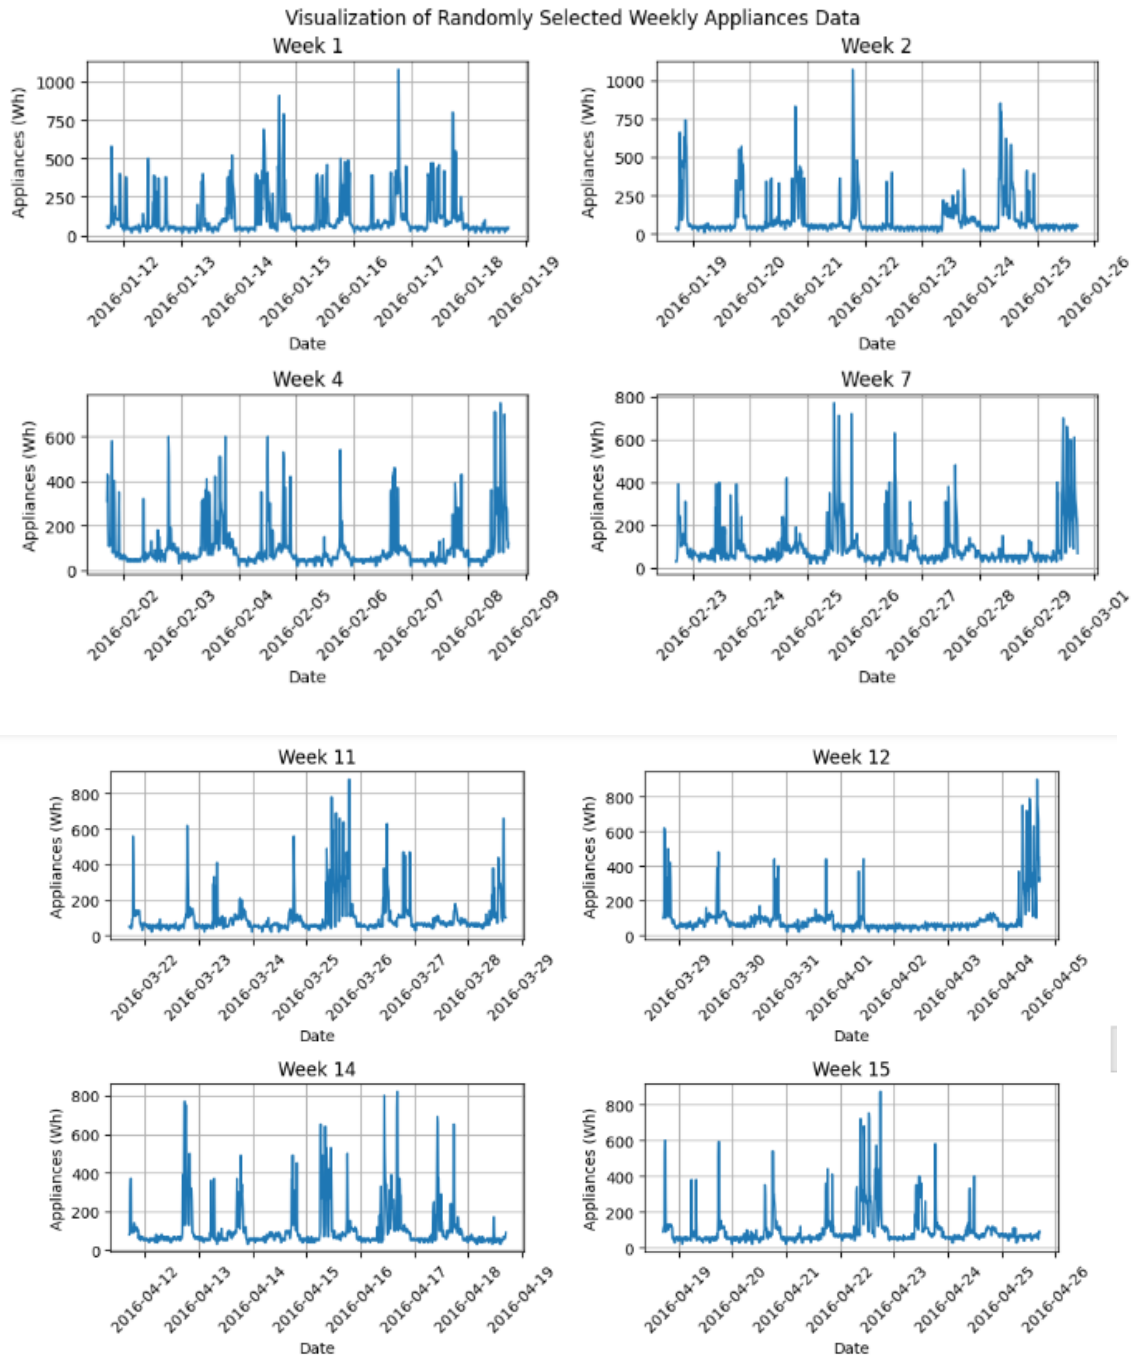 Visualization of Randomly Selected Weekly Appliances Data
Week 1
Appliances (Wh)
1000
750
500
250
0
2016-01-12 2016-01-13 2016-01-14 2016-01-15 2016-01-16 2016-01-17 2016-01-18 2016-01-19
Date
Week 2
Appliances (Wh)
1000
750
500
250
0
2016-01-19 2016-01-20 2016-01-21 2016-01-22 2016-01-23 2016-01-24 2016-01-25 2016-01-26
Date
Week 4
Appliances (Wh)
600
400
200
0
2016-02-02 2016-02-03 2016-02-04 2016-02-05 2016-02-06 2016-02-07 2016-02-08 2016-02-09
Date
Week 7
Appliances (Wh)
800
600
400
200
0
2016-02-23 2016-02-24 2016-02-25 2016-02-26 2016-02-27 2016-02-28 2016-02-29 2016-03-01
Date
Week 11
Appliances (Wh)
800
600
400
200
0
2016-03-22 2016-03-23 2016-03-24 2016-03-25 2016-03-26 2016-03-27 2016-03-28 2016-03-29
Date
Week 12
Appliances (Wh)
800
600
400
200
0
2016-03-29 2016-03-30 2016-03-31 2016-04-01 2016-04-02 2016-04-03 2016-04-04 2016-04-05
Date
Week 14
Appliances (Wh)
800
600
400
200
0
2016-04-12 2016-04-13 2016-04-14 2016-04-15 2016-04-16 2016-04-17 2016-04-18 2016-04-19
Date
Week 15
Appliances (Wh)
800
600
400
200
0
2016-04-19 2016-04-20 2016-04-21 2016-04-22 2016-04-23 2016-04-24 2016-04-25 2016-04-26
Date